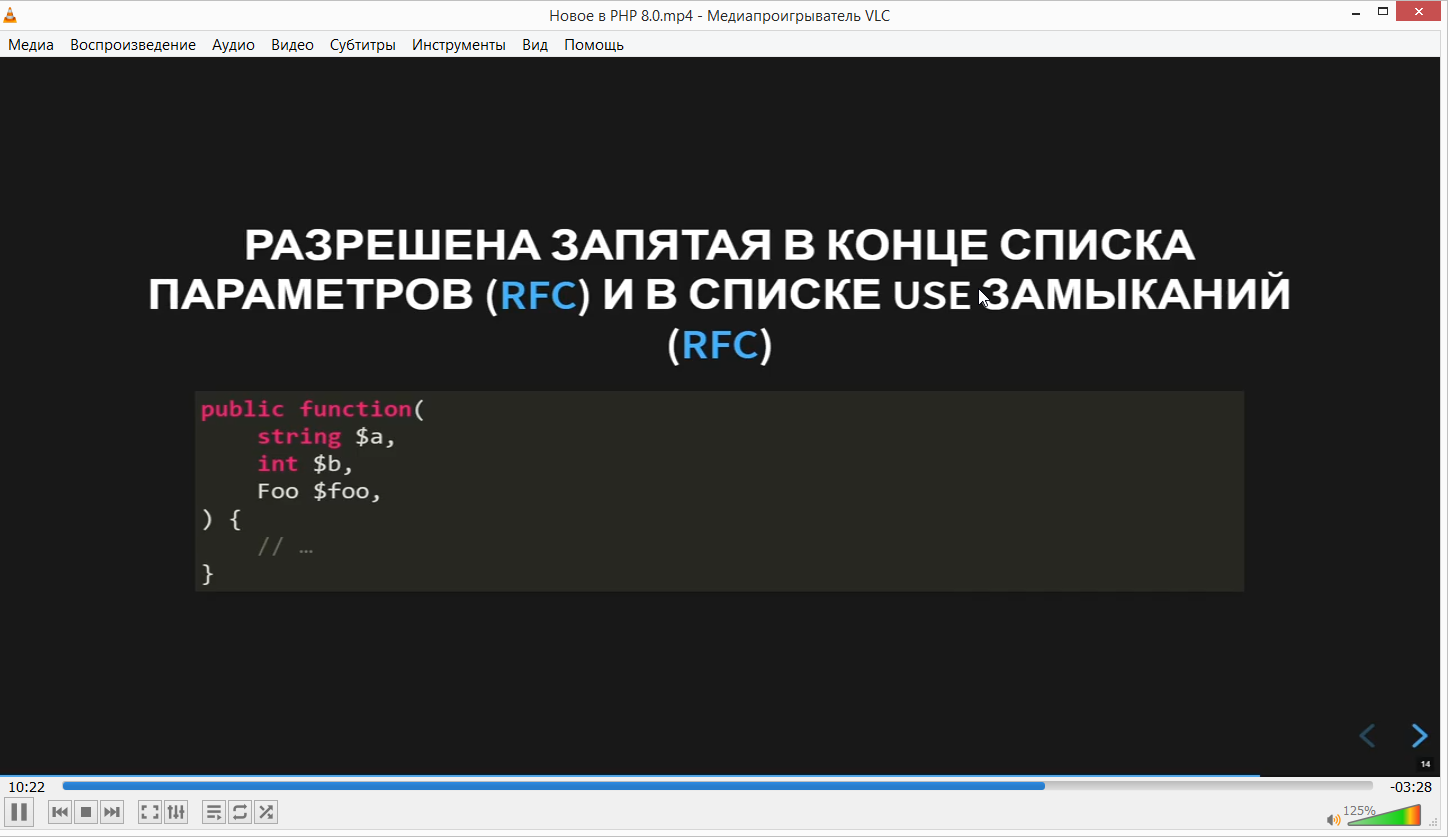 Новое в PHP 8.0.mp4 - Медиапроигрыватель VLC
Медиа Воспроизведение Аудио Видео Субтитры Инструменты Вид Помощь
РАЗРЕШЕНА ЗАПЯТАЯ В КОНЦЕ СПИСКА
ПАРАМЕТРОВ (RFC) И В СПИСКЕ USE ЗАМЫКАНИЙ
(RFC)
public function(
    string $a,
    int $b,
    Foo $foo,
) {
    // …
}
14
10:22 -03:28
125%